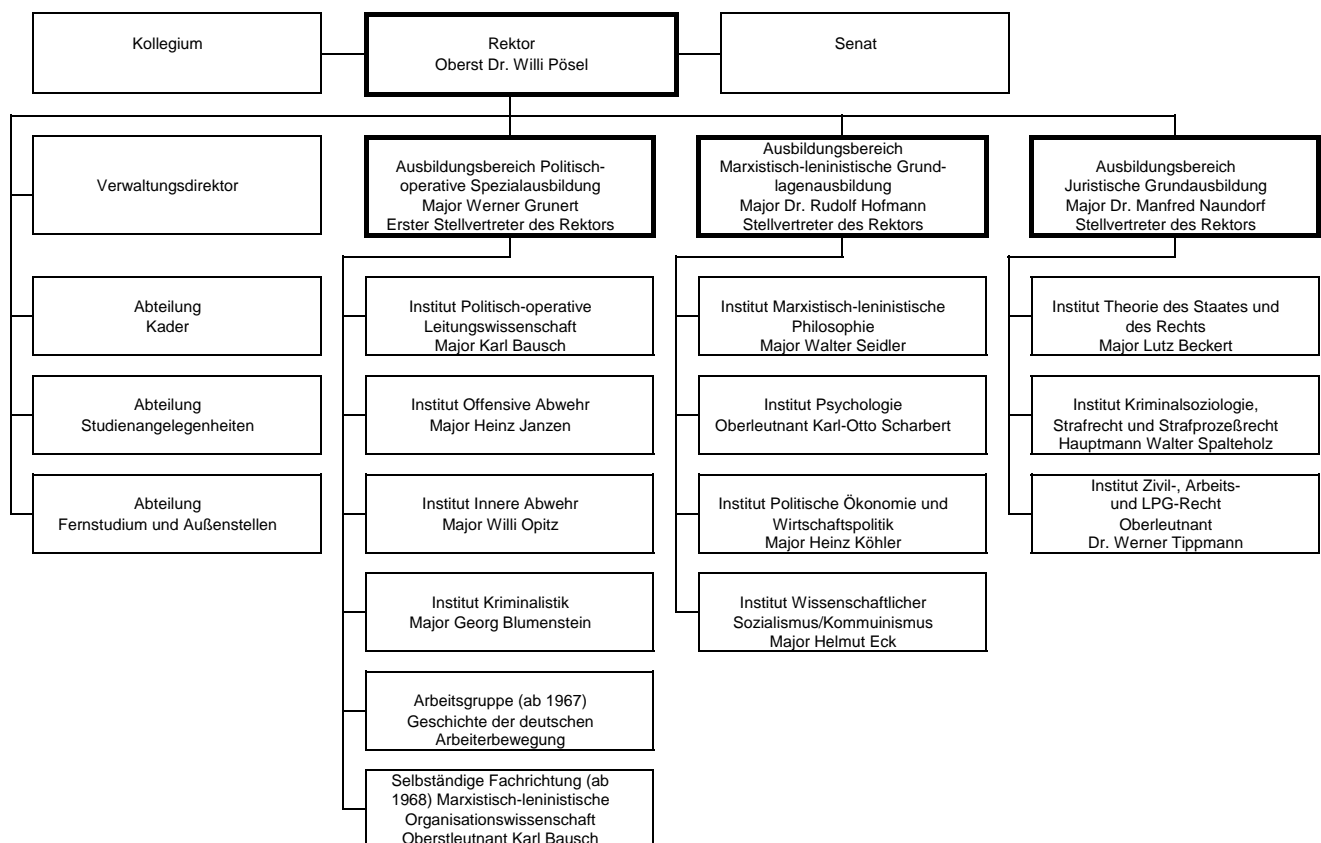 Kollegium
Rektor
Oberst Dr. Willi Pösel
Senat
Verwaltungsdirektor
Ausbildungsbereich Politisch-
operative Spezialausbildung
Major Werner Grunert
Erster Stellvertreter des Rektors
Ausbildungsbereich
Marxistisch-leninistische Grund-
lagenausbildung
Major Dr. Rudolf Hofmann
Stellvertreter des Rektors
Ausbildungsbereich
Juristische Grundausbildung
Major Dr. Manfred Naundorf
Stellvertreter des Rektors
Abteilung
Kader
Abteilung
Studienangelegenheiten
Abteilung
Fernstudium und Außenstellen
Institut Politisch-operative
Leitungswissenschaft
Major Karl Bausch
Institut Offensive Abwehr
Major Heinz Janzen
Institut Innere Abwehr
Major Willi Opitz
Institut Kriminalistik
Major Georg Blumenstein
Arbeitsgruppe (ab 1967)
Geschichte der deutschen
Arbeiterbewegung
Selbständige Fachrichtung (ab
1968) Marxistisch-leninistische
Organisationswissenschaft
Oberstleutnant Karl Bausch
Institut Marxistisch-leninistische
Philosophie
Major Walter Seidler
Institut Psychologie
Oberleutnant Karl-Otto Scharbert
Institut Politische Ökonomie und
Wirtschaftspolitik
Major Heinz Köhler
Institut Wissenschaftlicher
Sozialismus/Kommuinismus
Major Helmut Eck
Institut Theorie des Staates und
des Rechts
Major Lutz Beckert
Institut Kriminalsoziologie,
Strafrecht und Strafprozeßrecht
Hauptmann Walter Spalteholz
Institut Zivil-, Arbeits-
und LPG-Recht
Oberleutnant
Dr. Werner Tippmann